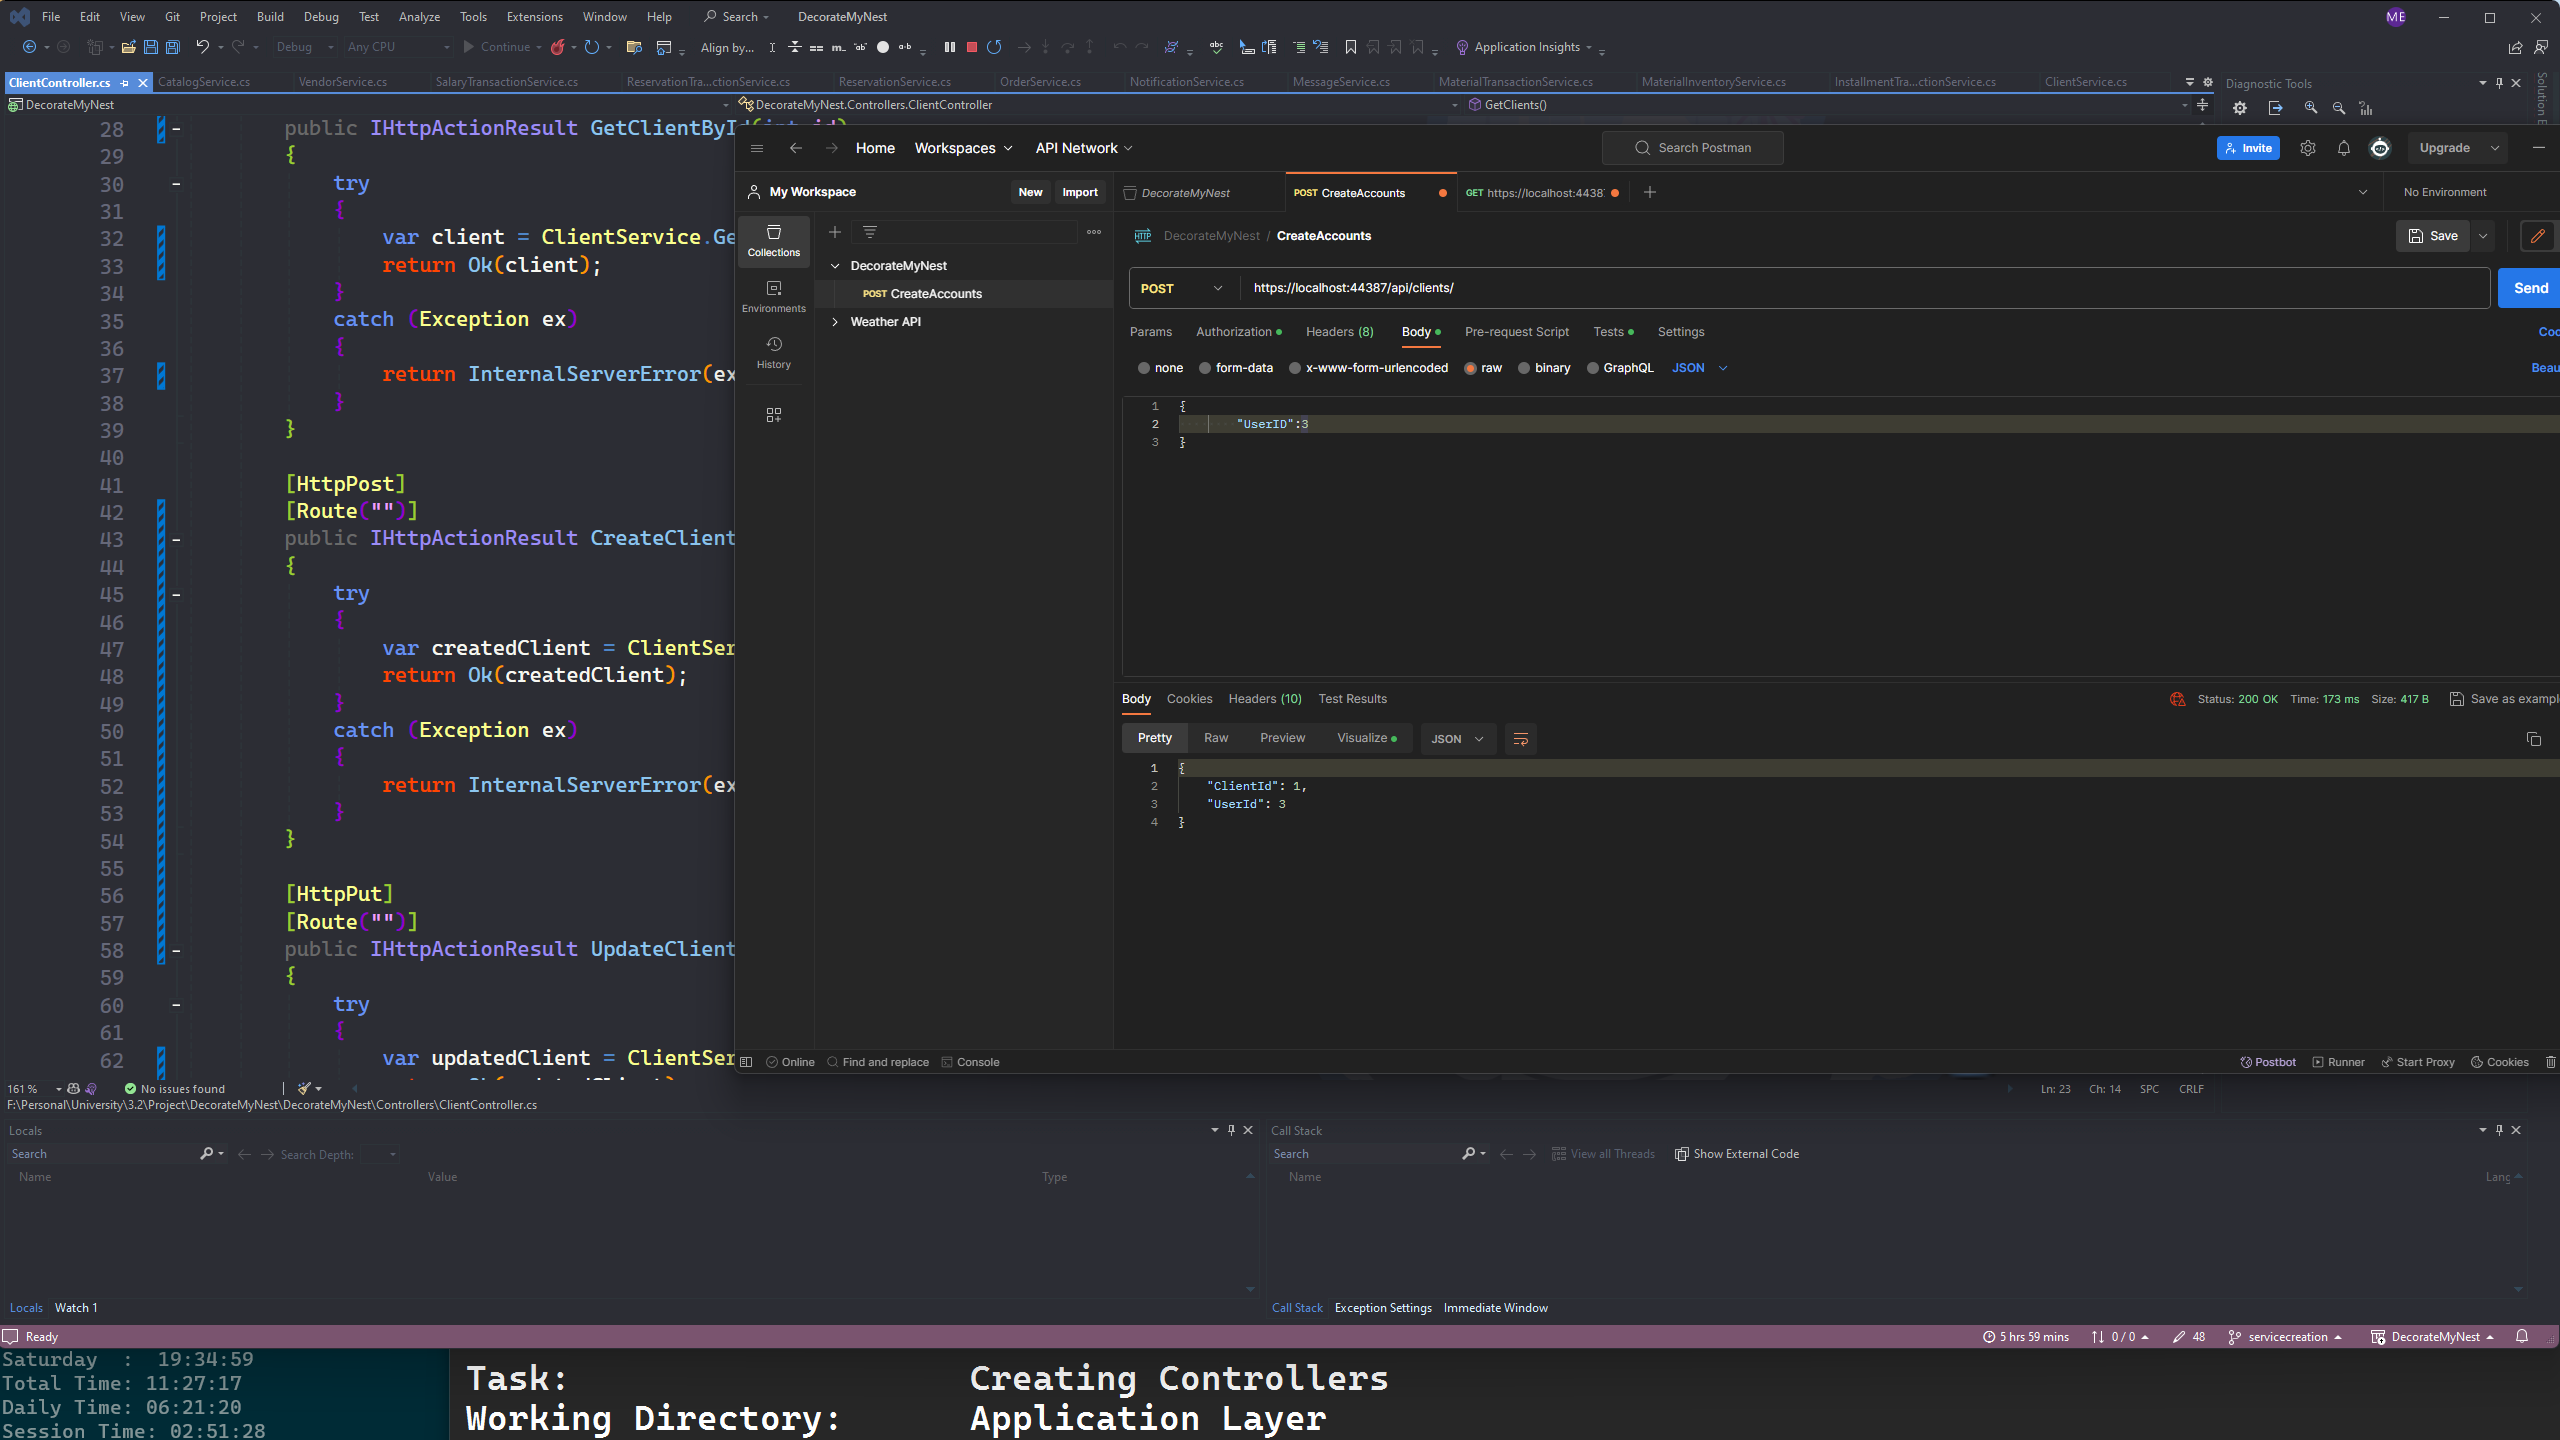 File Edit View Git Project Build Debug Test Analyze Tools Extensions Window Help Search DecorateMyNest ME
Debug Any CPU Continue Align by... Application Insights
ClientController.cs CatalogService.cs VendorService.cs SalaryTransactionService.cs ReservationTra...ctionService.cs ReservationService.cs OrderService.cs NotificationService.cs MessageService.cs MaterialTransactionService.cs MaterialInventoryService.cs InstallmentTra...ctionService.cs ClientService.cs Diagnostic Tools
DecorateMyNest DecorateMyNest.Controllers.ClientController GetClients()
28 public IHttpActionResult GetClientById(int id)
29 {
30 try
31 {
32 var client = ClientService.Ge
33 return Ok(client);
34 }
35 catch (Exception ex)
36 {
37 return InternalServerError(ex
38 }
39 }
40
41 [HttpPost]
42 [Route("")]
43 public IHttpActionResult CreateClient
44 {
45 try
46 {
47 var createdClient = ClientSer
48 return Ok(createdClient);
49 }
50 catch (Exception ex)
51 {
52 return InternalServerError(ex
53 }
54 }
55
56 [HttpPut]
57 [Route("")]
58 public IHttpActionResult UpdateClient
59 {
60 try
61 {
62 var updatedClient = ClientSer
Home Workspaces API Network Search Postman Invite Upgrade
My Workspace New Import DecorateMyNest POST CreateAccounts GET https://localhost:4438 No Environment
Collections
Environments
History
DecorateMyNest
POST CreateAccounts
Weather API
HTTP DecorateMyNest / CreateAccounts Save
POST https://localhost:44387/api/clients/ Send
Params Authorization Headers (8) Body Pre-request Script Tests Settings Coo
none form-data x-www-form-urlencoded raw binary GraphQL JSON Beau
1 {
2 "UserID":3
3 }
Body Cookies Headers (10) Test Results Status: 200 OK Time: 173 ms Size: 417 B Save as exampl
Pretty Raw Preview Visualize JSON
1 {
2 "ClientId": 1,
3 "UserId": 3
4 }
Online Find and replace Console Postbot Runner Start Proxy Cookies
161 % No issues found Ln: 23 Ch: 14 SPC CRLF
F:\Personal\University\3.2\Project\DecorateMyNest\DecorateMyNest\Controllers\ClientController.cs
Locals
Search Search Depth:
Name Value Type
Locals Watch 1
Call Stack
Search View all Threads Show External Code
Name Lang
Call Stack Exception Settings Immediate Window
Ready 5 hrs 59 mins 0 / 0 48 servicecreation DecorateMyNest
Saturday : 19:34:59
Total Time: 11:27:17
Daily Time: 06:21:20
Session Time: 02:51:28
Task: Creating Controllers
Working Directory: Application Layer